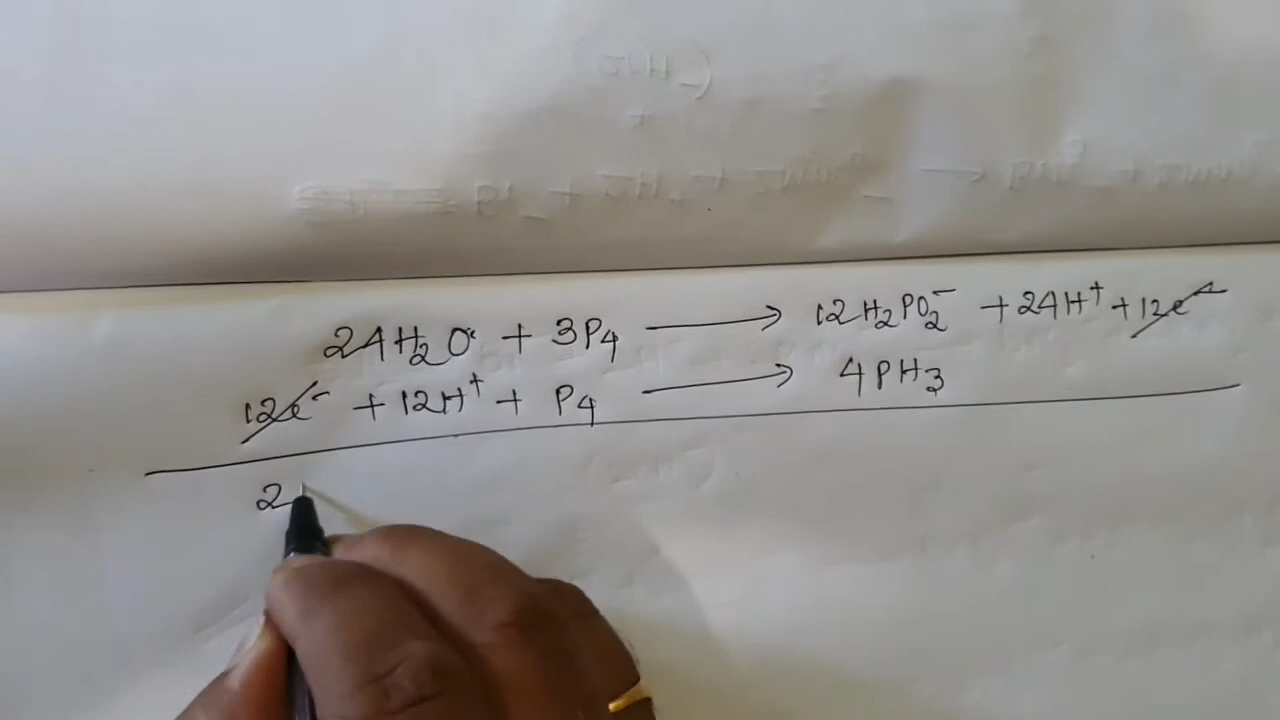 24H₂O + 3P₄ ⟶ 12H₂PO₂⁻ + 24H⁺ + 12e⁻
12e⁻ + 12H⁺ + P₄ ⟶ 4PH₃
2